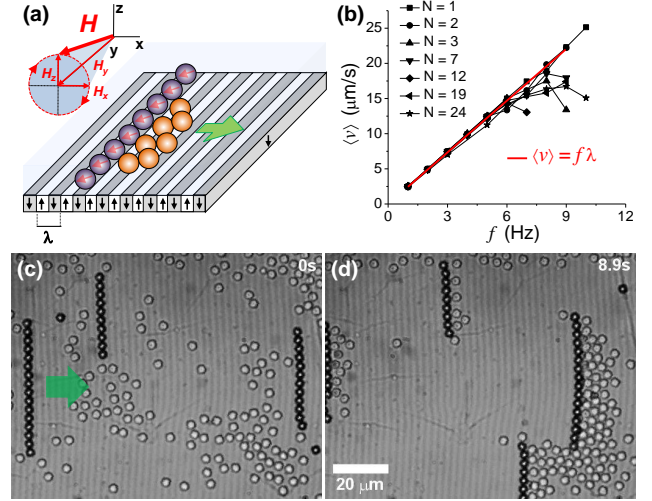 (a)
H
z
x
y
H_z
H_y
H_x
λ
(b)
⟨v⟩ (μm/s)
30
25
20
15
10
5
0
N = 1
N = 2
N = 3
N = 7
N = 12
N = 19
N = 24
⟨v⟩ = f λ
0 3 6 9 12
f (Hz)
(c)
0s
(d)
8.9s
20 μm